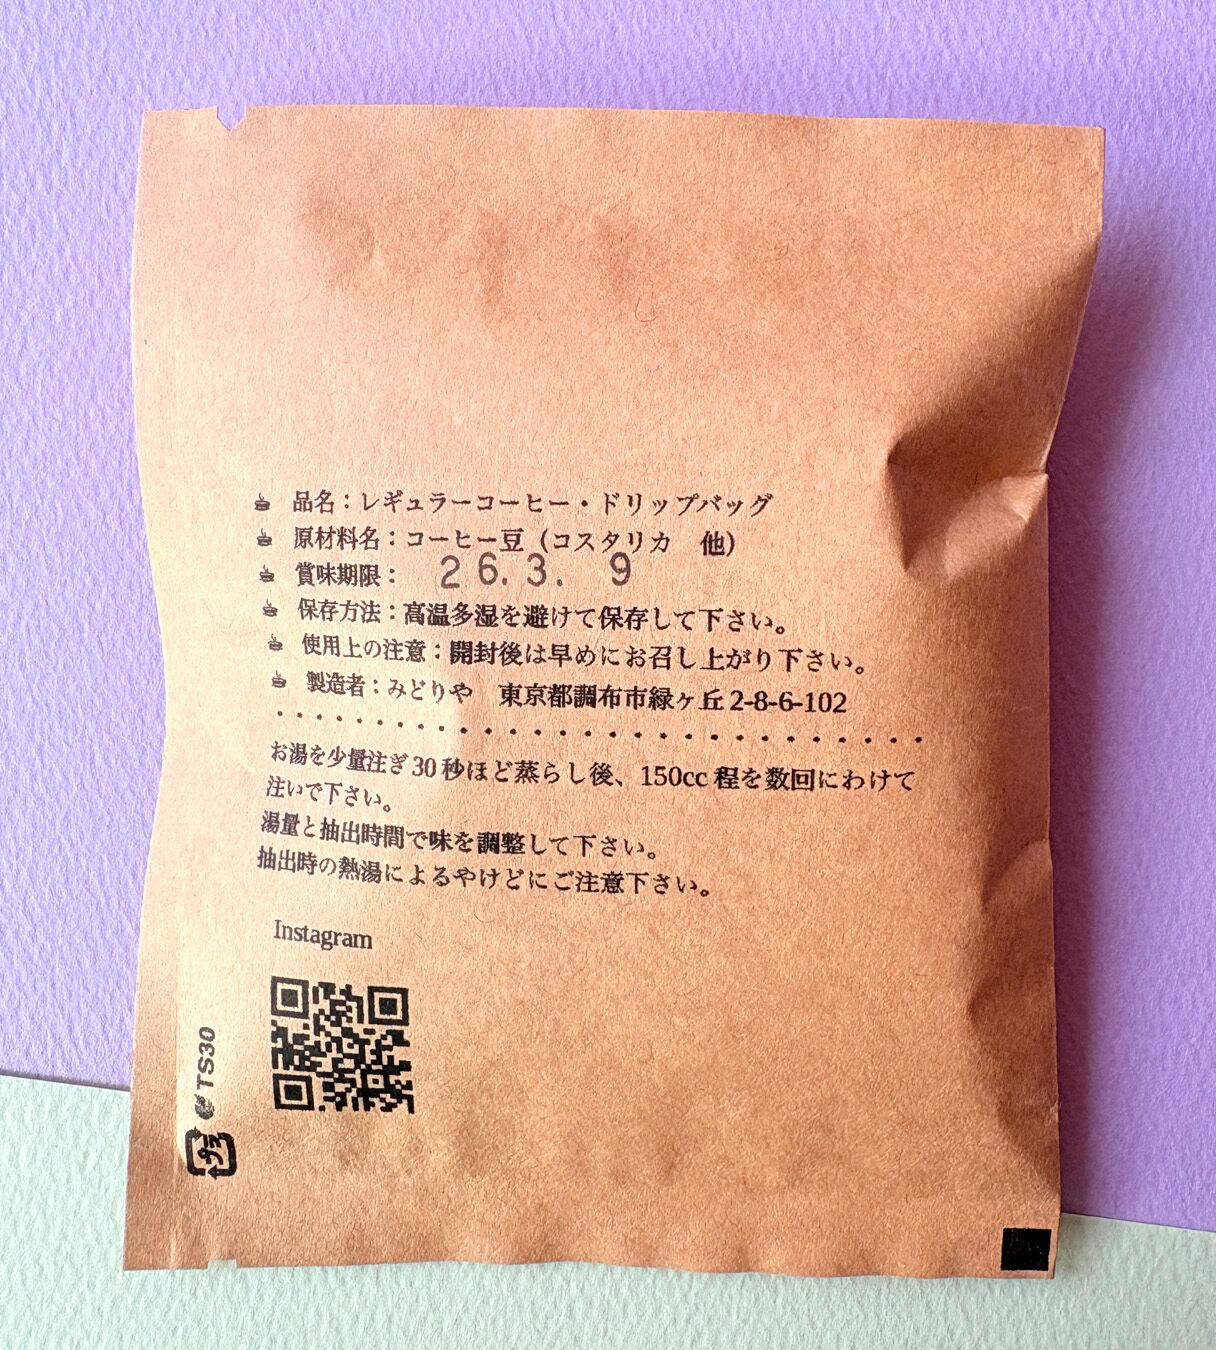 品名：レギュラーコーヒー・ドリップバッグ
原材料名：コーヒー豆（コスタリカ　他）
賞味期限：　26.3. 9
保存方法：高温多湿を避けて保存して下さい。
使用上の注意：開封後は早めにお召し上がり下さい。
製造者：みどりや　東京都調布市緑ヶ丘2-8-6-102
お湯を少量注ぎ30秒ほど蒸らし後、150cc程を数回にわけて
注いで下さい。
湯量と抽出時間で味を調整して下さい。
抽出時の熱湯によるやけどにご注意下さい。
Instagram
TS30
プラ